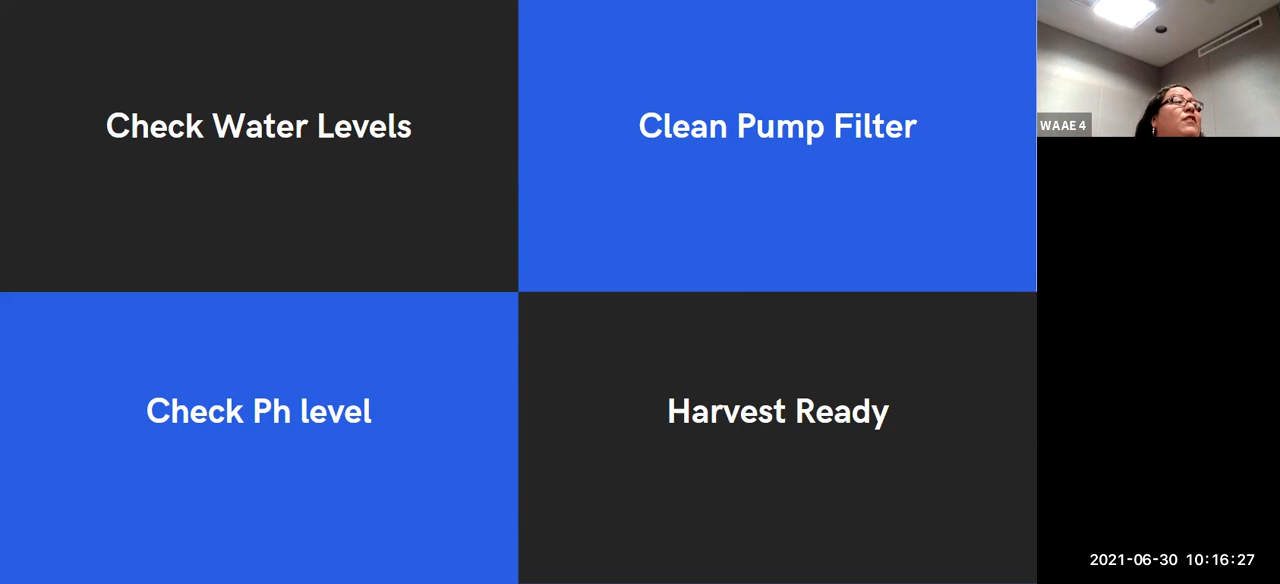 Check Water Levels
Clean Pump Filter
WAAE 4
Check Ph level
Harvest Ready
2021-06-30 10:16:27